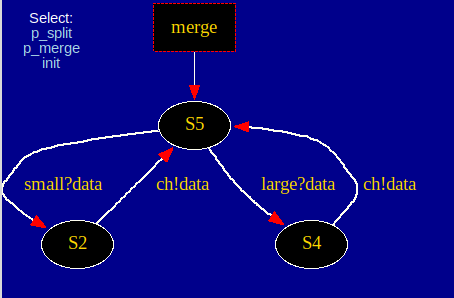 Select:
p_split
p_merge
init
merge
S5
small?data
ch!data
large?data
ch!data
S2
S4